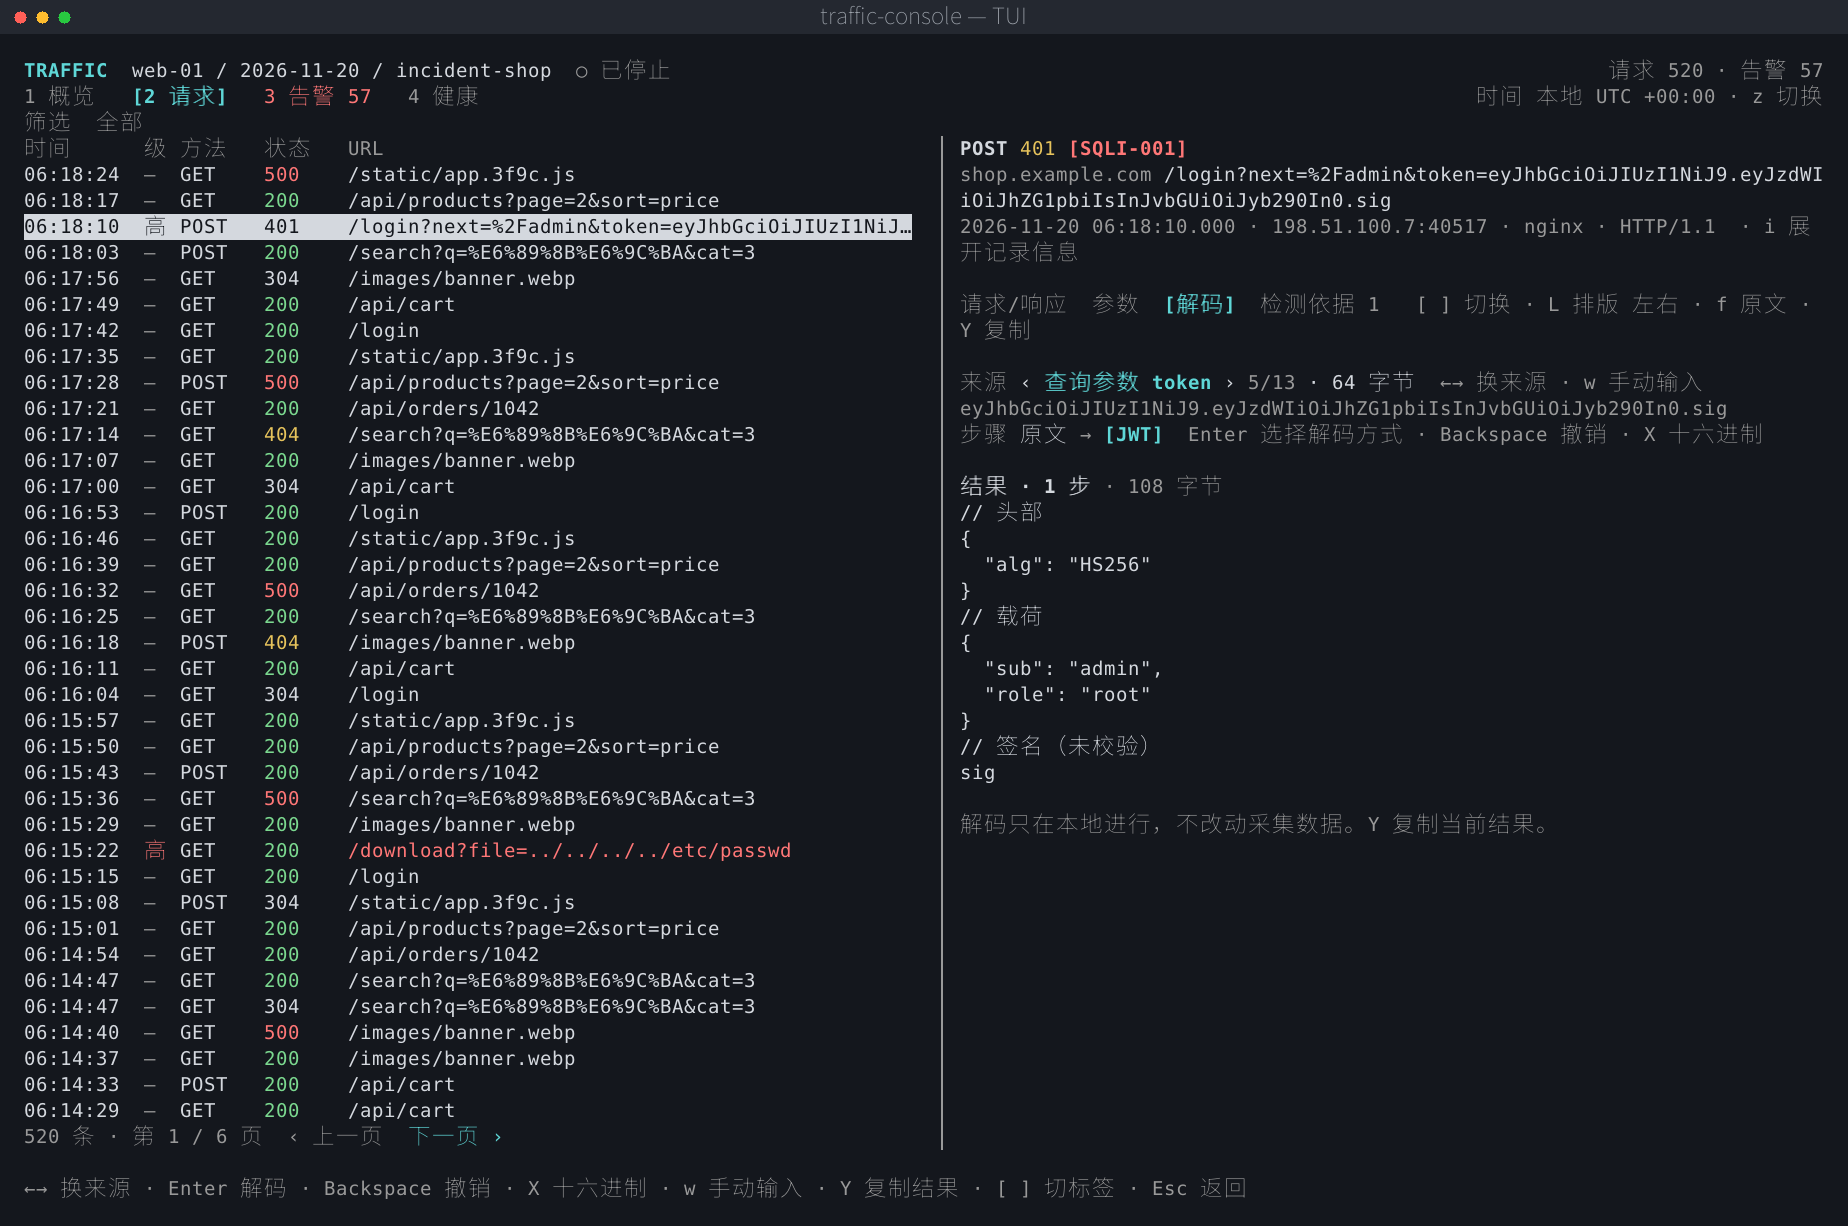 traffic-console — TUI
TRAFFIC web-01 / 2026-11-20 / incident-shop ○ 已停止 请求 520 · 告警 57
1 概览 [2 请求] 3 告警 57 4 健康 时间 本地 UTC +00:00 · z 切换
筛选 全部
时间 级 方法 状态 URL
06:18:24 — GET 500 /static/app.3f9c.js
06:18:17 — GET 200 /api/products?page=2&sort=price
06:18:10 高 POST 401 /login?next=%2Fadmin&token=eyJhbGciOiJIUzI1NiJ…
06:18:03 — POST 200 /search?q=%E6%89%8B%E6%9C%BA&cat=3
06:17:56 — GET 304 /images/banner.webp
06:17:49 — GET 200 /api/cart
06:17:42 — GET 200 /login
06:17:35 — GET 200 /static/app.3f9c.js
06:17:28 — POST 500 /api/products?page=2&sort=price
06:17:21 — GET 200 /api/orders/1042
06:17:14 — GET 404 /search?q=%E6%89%8B%E6%9C%BA&cat=3
06:17:07 — GET 200 /images/banner.webp
06:17:00 — GET 304 /api/cart
06:16:53 — POST 200 /login
06:16:46 — GET 200 /static/app.3f9c.js
06:16:39 — GET 200 /api/products?page=2&sort=price
06:16:32 — GET 500 /api/orders/1042
06:16:25 — GET 200 /search?q=%E6%89%8B%E6%9C%BA&cat=3
06:16:18 — POST 404 /images/banner.webp
06:16:11 — GET 200 /api/cart
06:16:04 — GET 304 /login
06:15:57 — GET 200 /static/app.3f9c.js
06:15:50 — GET 200 /api/products?page=2&sort=price
06:15:43 — POST 200 /api/orders/1042
06:15:36 — GET 500 /search?q=%E6%89%8B%E6%9C%BA&cat=3
06:15:29 — GET 200 /images/banner.webp
06:15:22 高 GET 200 /download?file=../../../../etc/passwd
06:15:15 — GET 200 /login
06:15:08 — POST 304 /static/app.3f9c.js
06:15:01 — GET 200 /api/products?page=2&sort=price
06:14:54 — GET 200 /api/orders/1042
06:14:47 — GET 200 /search?q=%E6%89%8B%E6%9C%BA&cat=3
06:14:47 — GET 304 /search?q=%E6%89%8B%E6%9C%BA&cat=3
06:14:40 — GET 500 /images/banner.webp
06:14:37 — GET 200 /images/banner.webp
06:14:33 — POST 200 /api/cart
06:14:29 — GET 200 /api/cart
520 条 · 第 1 / 6 页 ‹ 上一页 下一页 ›
POST 401 [SQLI-001]
shop.example.com /login?next=%2Fadmin&token=eyJhbGciOiJIUzI1NiJ9.eyJzdWI
iOiJhZG1pbiIsInJvbGUiOiJyb290In0.sig
2026-11-20 06:18:10.000 · 198.51.100.7:40517 · nginx · HTTP/1.1 · i 展
开记录信息
请求/响应 参数 [解码] 检测依据 1 [ ] 切换 · L 排版 左右 · f 原文 ·
Y 复制
来源 ‹ 查询参数 token › 5/13 · 64 字节 ←→ 换来源 · w 手动输入
eyJhbGciOiJIUzI1NiJ9.eyJzdWIiOiJhZG1pbiIsInJvbGUiOiJyb290In0.sig
步骤 原文 → [JWT] Enter 选择解码方式 · Backspace 撤销 · X 十六进制
结果 · 1 步 · 108 字节
// 头部
{
"alg": "HS256"
}
// 载荷
{
"sub": "admin",
"role": "root"
}
// 签名（未校验）
sig
解码只在本地进行，不改动采集数据。Y 复制当前结果。
←→ 换来源 · Enter 解码 · Backspace 撤销 · X 十六进制 · w 手动输入 · Y 复制结果 · [ ] 切标签 · Esc 返回